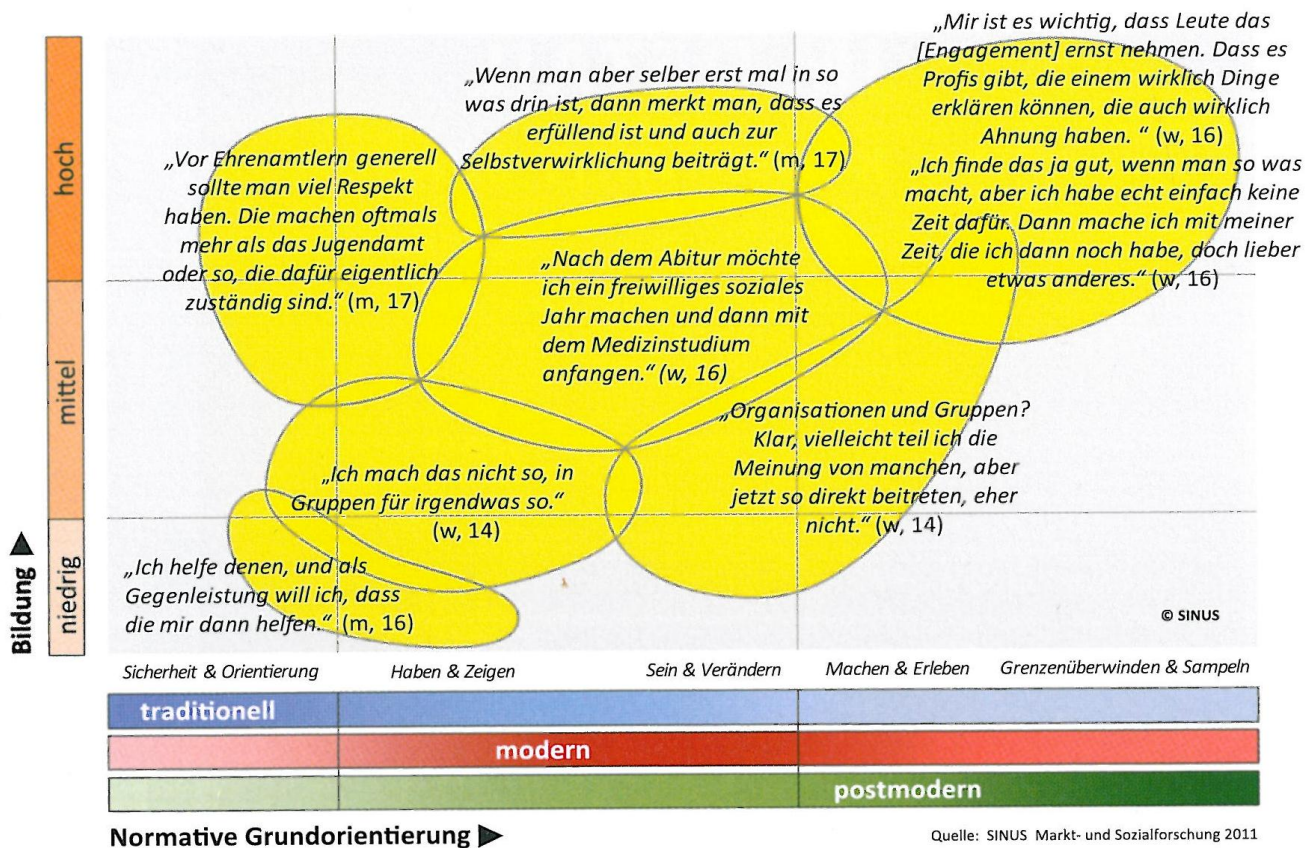 „Mir ist es wichtig, dass Leute das
[Engagement] ernst nehmen. Dass es
Profis gibt, die einem wirklich Dinge
erklären können, die auch wirklich
Ahnung haben. “ (w, 16)
„Wenn man aber selber erst mal in so
was drin ist, dann merkt man, dass es
erfüllend ist und auch zur
Selbstverwirklichung beiträgt.“ (m, 17)
„Vor Ehrenamtlern generell
sollte man viel Respekt
haben. Die machen oftmals
mehr als das Jugendamt
oder so, die dafür eigentlich
zuständig sind.“ (m, 17)
„Ich finde das ja gut, wenn man so was
macht, aber ich habe echt einfach keine
Zeit dafür. Dann mache ich mit meiner
Zeit, die ich dann noch habe, doch lieber
etwas anderes.“ (w, 16)
„Nach dem Abitur möchte
ich ein freiwilliges soziales
Jahr machen und dann mit
dem Medizinstudium
anfangen.“ (w, 16)
„Organisationen und Gruppen?
Klar, vielleicht teil ich die
Meinung von manchen, aber
jetzt so direkt beitreten, eher
nicht.“ (w, 14)
„Ich mach das nicht so, in
Gruppen für irgendwas so.“
(w, 14)
„Ich helfe denen, und als
Gegenleistung will ich, dass
die mir dann helfen.“ (m, 16)
hoch
mittel
niedrig
Bildung
© SINUS
Sicherheit & Orientierung
Haben & Zeigen
Sein & Verändern
Machen & Erleben
Grenzenüberwinden & Sampeln
traditionell
modern
postmodern
Normative Grundorientierung
Quelle: SINUS Markt- und Sozialforschung 2011